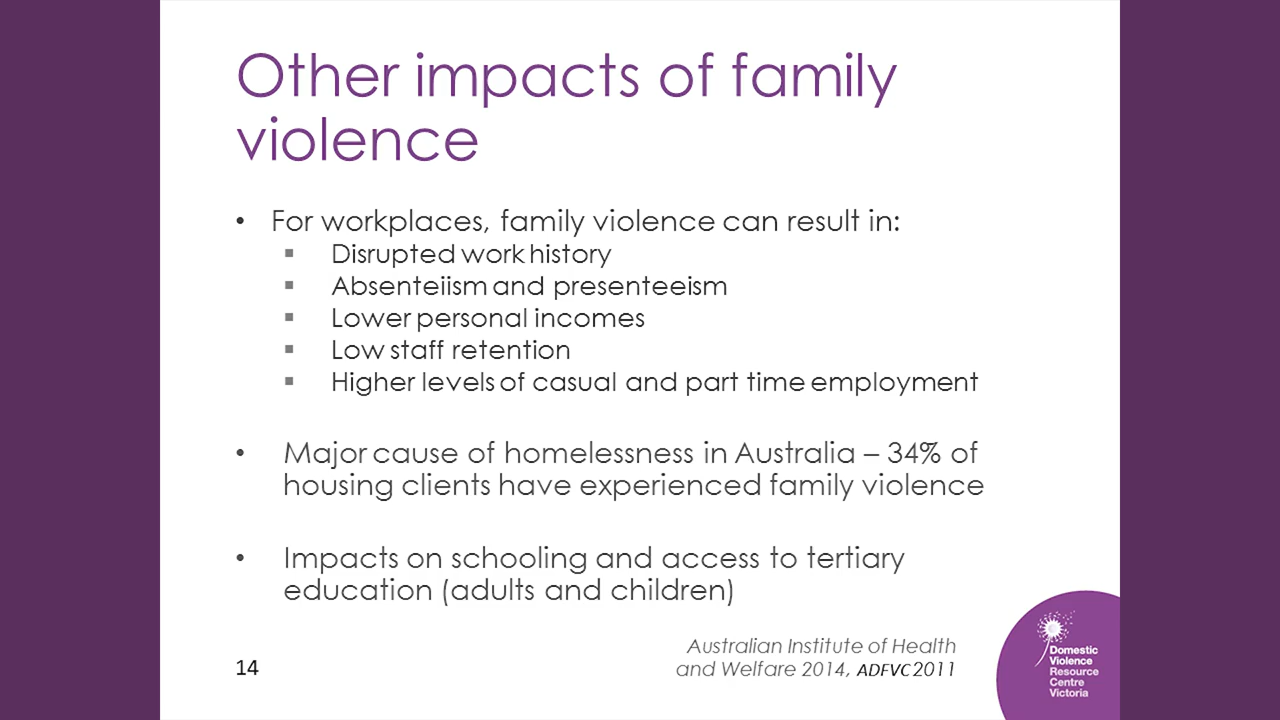 Other impacts of family
violence
• For workplaces, family violence can result in:
▪ Disrupted work history
▪ Absenteiism and presenteeism
▪ Lower personal incomes
▪ Low staff retention
▪ Higher levels of casual and part time employment
• Major cause of homelessness in Australia – 34% of
housing clients have experienced family violence
• Impacts on schooling and access to tertiary
education (adults and children)
Australian Institute of Health
and Welfare 2014, ADFVC 2011
14
Domestic
Violence
Resource
Centre
Victoria